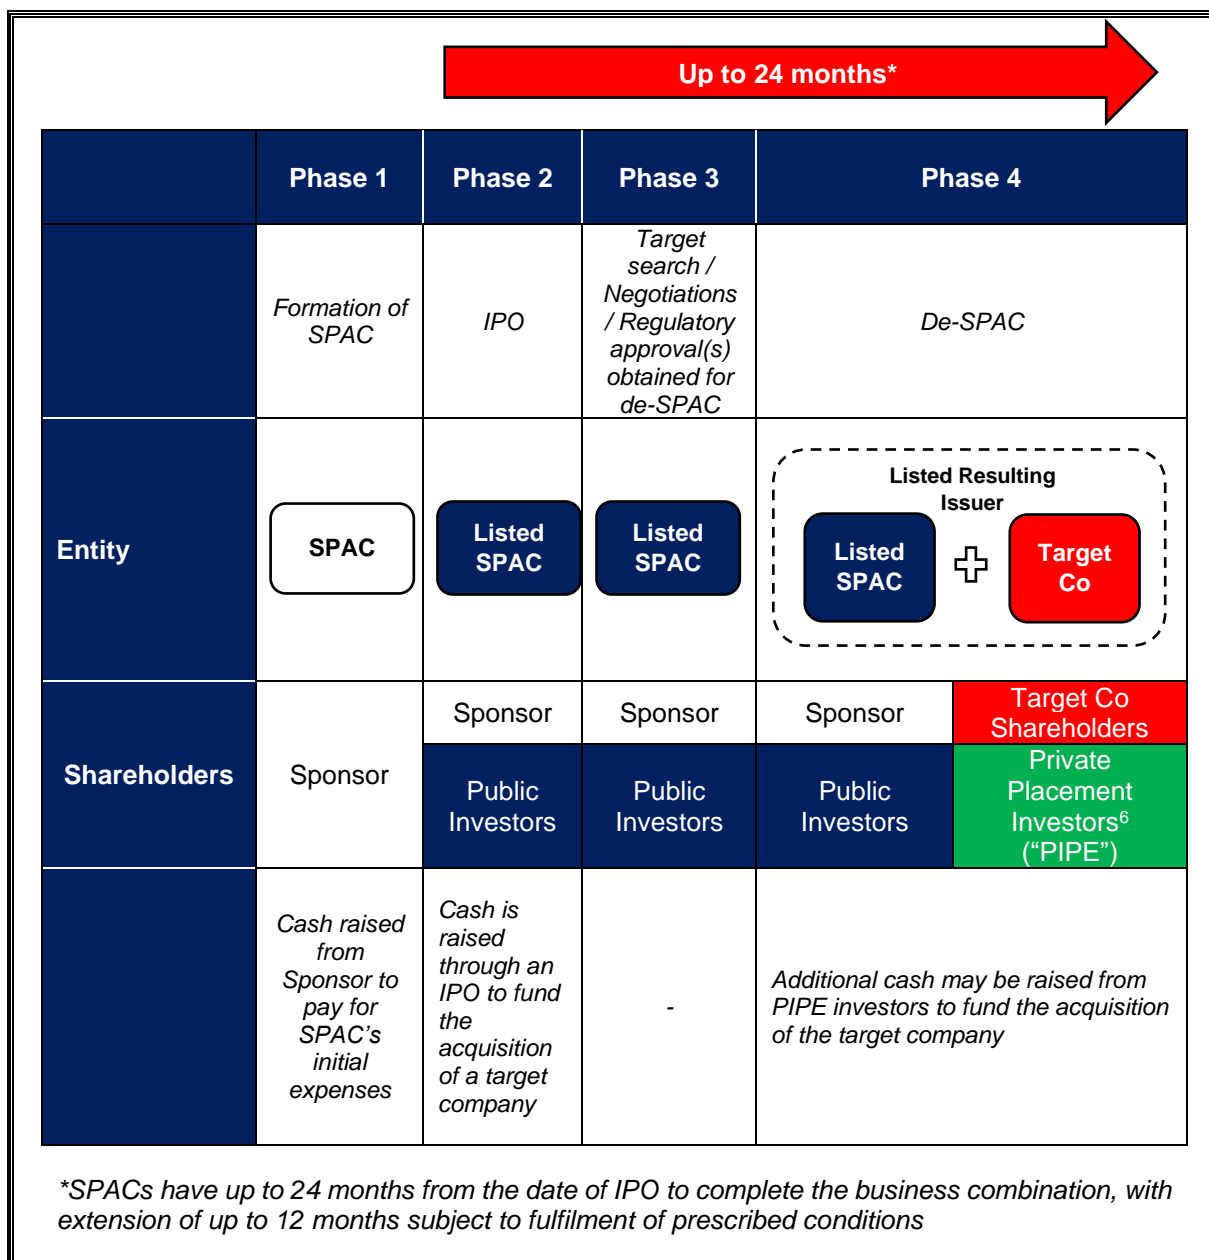 Up to 24 months*
Phase 1
Phase 2
Phase 3
Phase 4
Formation of
SPAC
IPO
Target
search /
Negotiations
/ Regulatory
approval(s)
obtained for
de-SPAC
De-SPAC
Entity
SPAC
Listed
SPAC
Listed
SPAC
Listed Resulting
Issuer
Listed
SPAC
Target
Co
Shareholders
Sponsor
Sponsor
Public
Investors
Sponsor
Public
Investors
Sponsor
Public
Investors
Target Co
Shareholders
Private
Placement
Investors⁶
(“PIPE”)
Cash raised
from
Sponsor to
pay for
SPAC’s
initial
expenses
Cash is
raised
through an
IPO to fund
the
acquisition
of a target
company
-
Additional cash may be raised from
PIPE investors to fund the acquisition
of the target company
*SPACs have up to 24 months from the date of IPO to complete the business combination, with
extension of up to 12 months subject to fulfilment of prescribed conditions